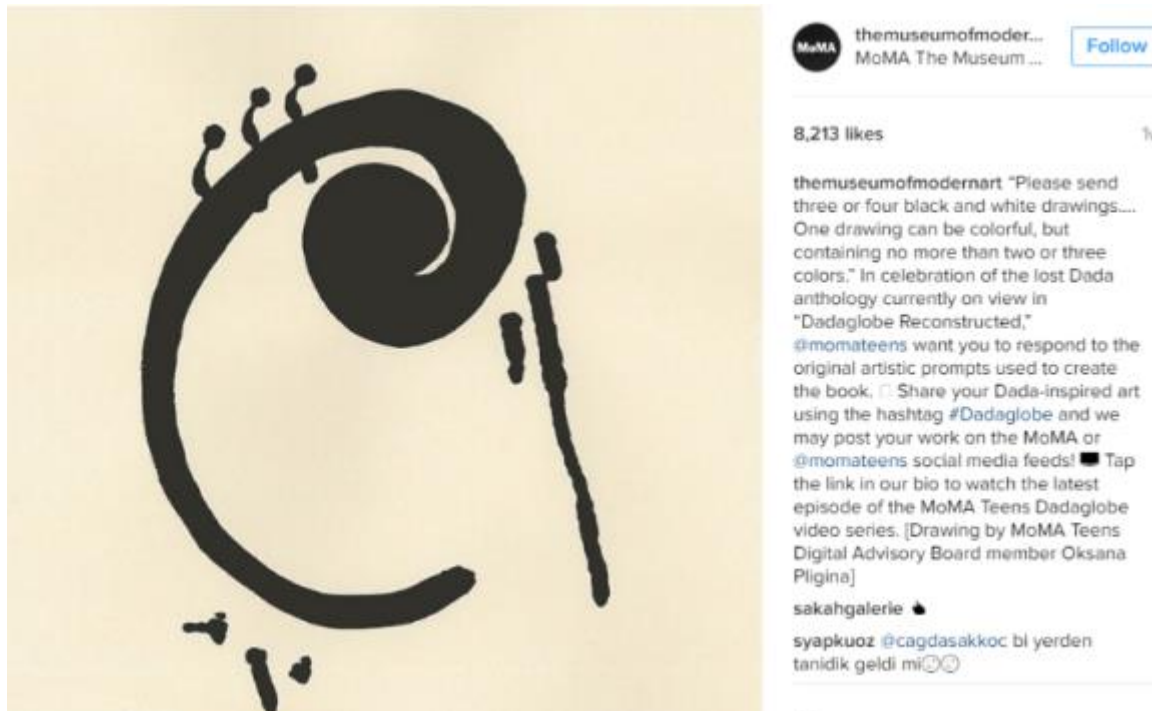 MoMA
themuseumofmoder...
MoMA The Museum ...
Follow
8,213 likes
themuseumofmodernart "Please send
three or four black and white drawings....
One drawing can be colorful, but
containing no more than two or three
colors." In celebration of the lost Dada
anthology currently on view in
"Dadaglobe Reconstructed,"
@momateens want you to respond to the
original artistic prompts used to create
the book. Share your Dada-inspired art
using the hashtag #Dadaglobe and we
may post your work on the MoMA or
@momateens social media feeds! Tap
the link in our bio to watch the latest
episode of the MoMA Teens Dadaglobe
video series. [Drawing by MoMA Teens
Digital Advisory Board member Oksana
Pligina]
sakahgalerie
syapkuoz @cagdasakkoc bi yerden
tanidik geldi mi